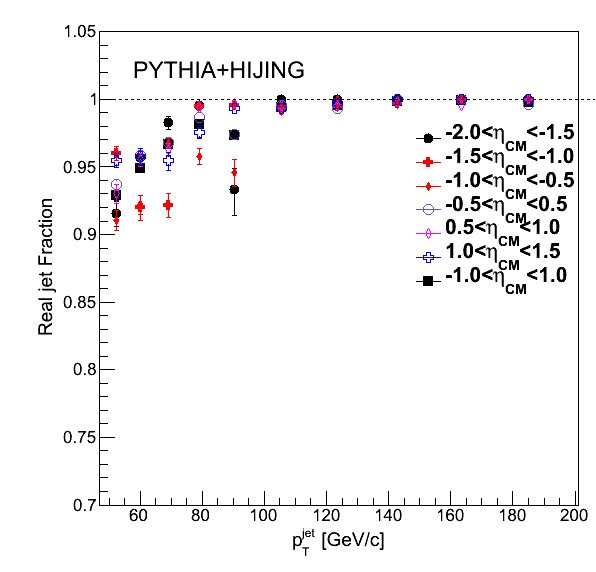 1.05
PYTHIA+HIJING
1
-2.0<η_CM<-1.5
-1.5<η_CM<-1.0
0.95
-1.0<η_CM<-0.5
-0.5<η_CM<0.5
0.9
0.5<η_CM<1.0
1.0<η_CM<1.5
-1.0<η_CM<1.0
0.85
0.8
0.75
0.7
Real jet Fraction
60 80 100 120 140 160 180 200
p_T^jet [GeV/c]